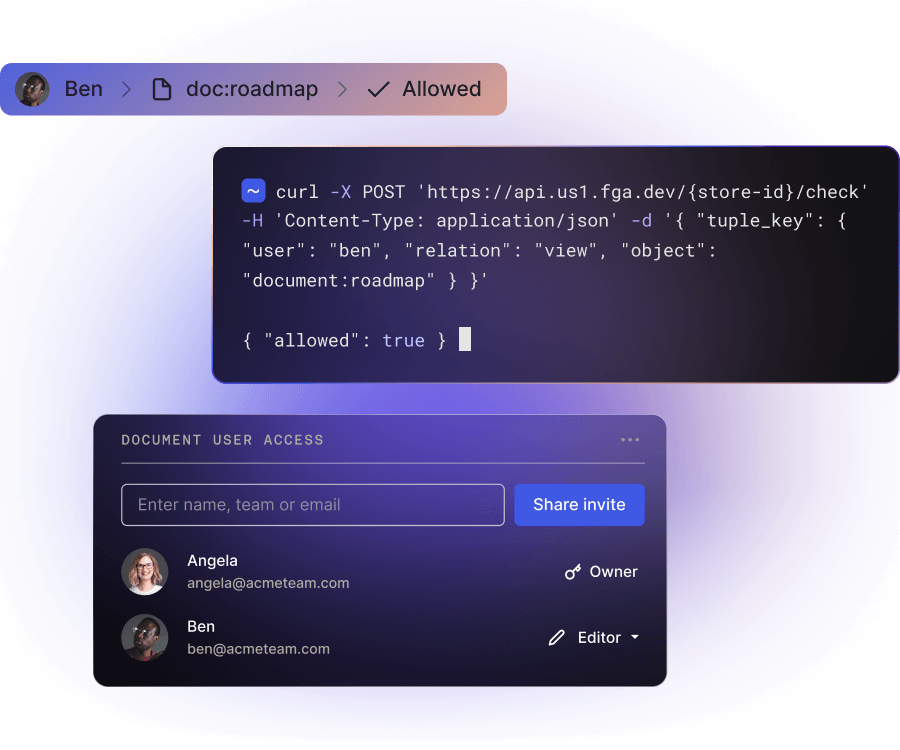 Ben > doc:roadmap > Allowed
~ curl -X POST 'https://api.us1.fga.dev/{store-id}/check'
-H 'Content-Type: application/json' -d '{ "tuple_key": {
"user": "ben", "relation": "view", "object":
"document:roadmap" } }'
{ "allowed": true }
DOCUMENT USER ACCESS
Enter name, team or email
Share invite
Angela
angela@acmeteam.com
Owner
Ben
ben@acmeteam.com
Editor